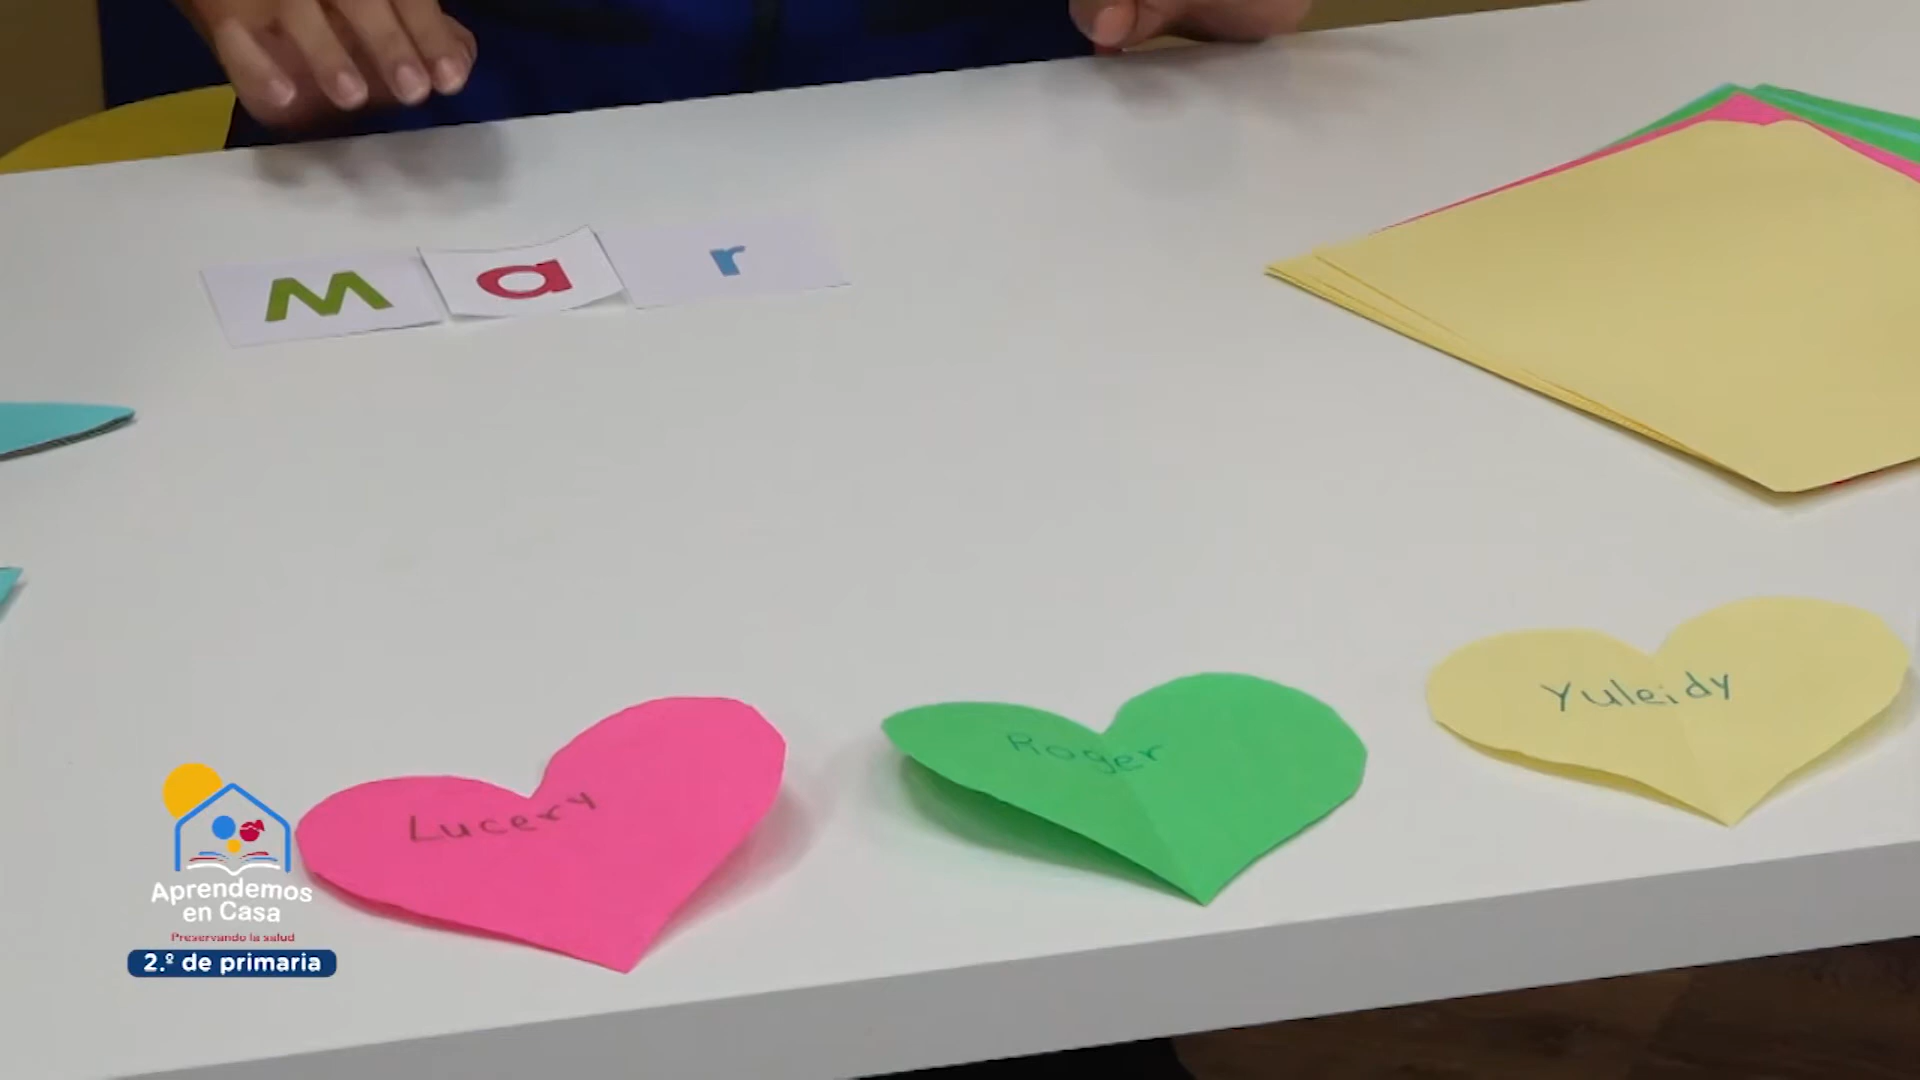 M a r
Yuleidy
Roger
Lucery
Aprendemos
en Casa
Preservando la salud
2.º de primaria